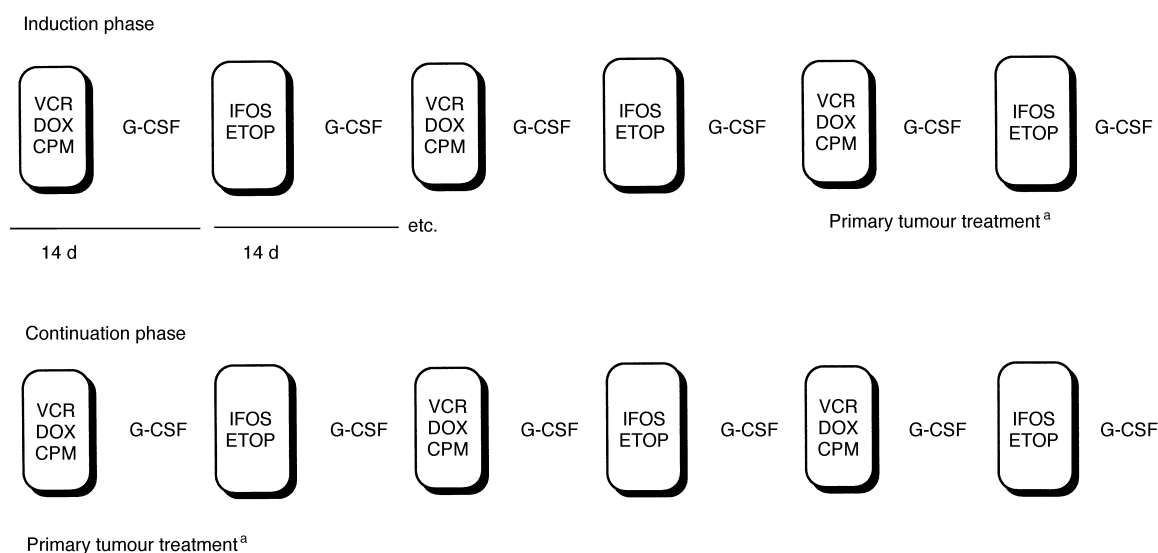 Induction phase
VCR
DOX
CPM
G-CSF
IFOS
ETOP
G-CSF
VCR
DOX
CPM
G-CSF
IFOS
ETOP
G-CSF
VCR
DOX
CPM
G-CSF
IFOS
ETOP
G-CSF
14 d
14 d
etc.
Primary tumour treatment a
Continuation phase
VCR
DOX
CPM
G-CSF
IFOS
ETOP
G-CSF
VCR
DOX
CPM
G-CSF
IFOS
ETOP
G-CSF
VCR
DOX
CPM
G-CSF
IFOS
ETOP
G-CSF
Primary tumour treatment a